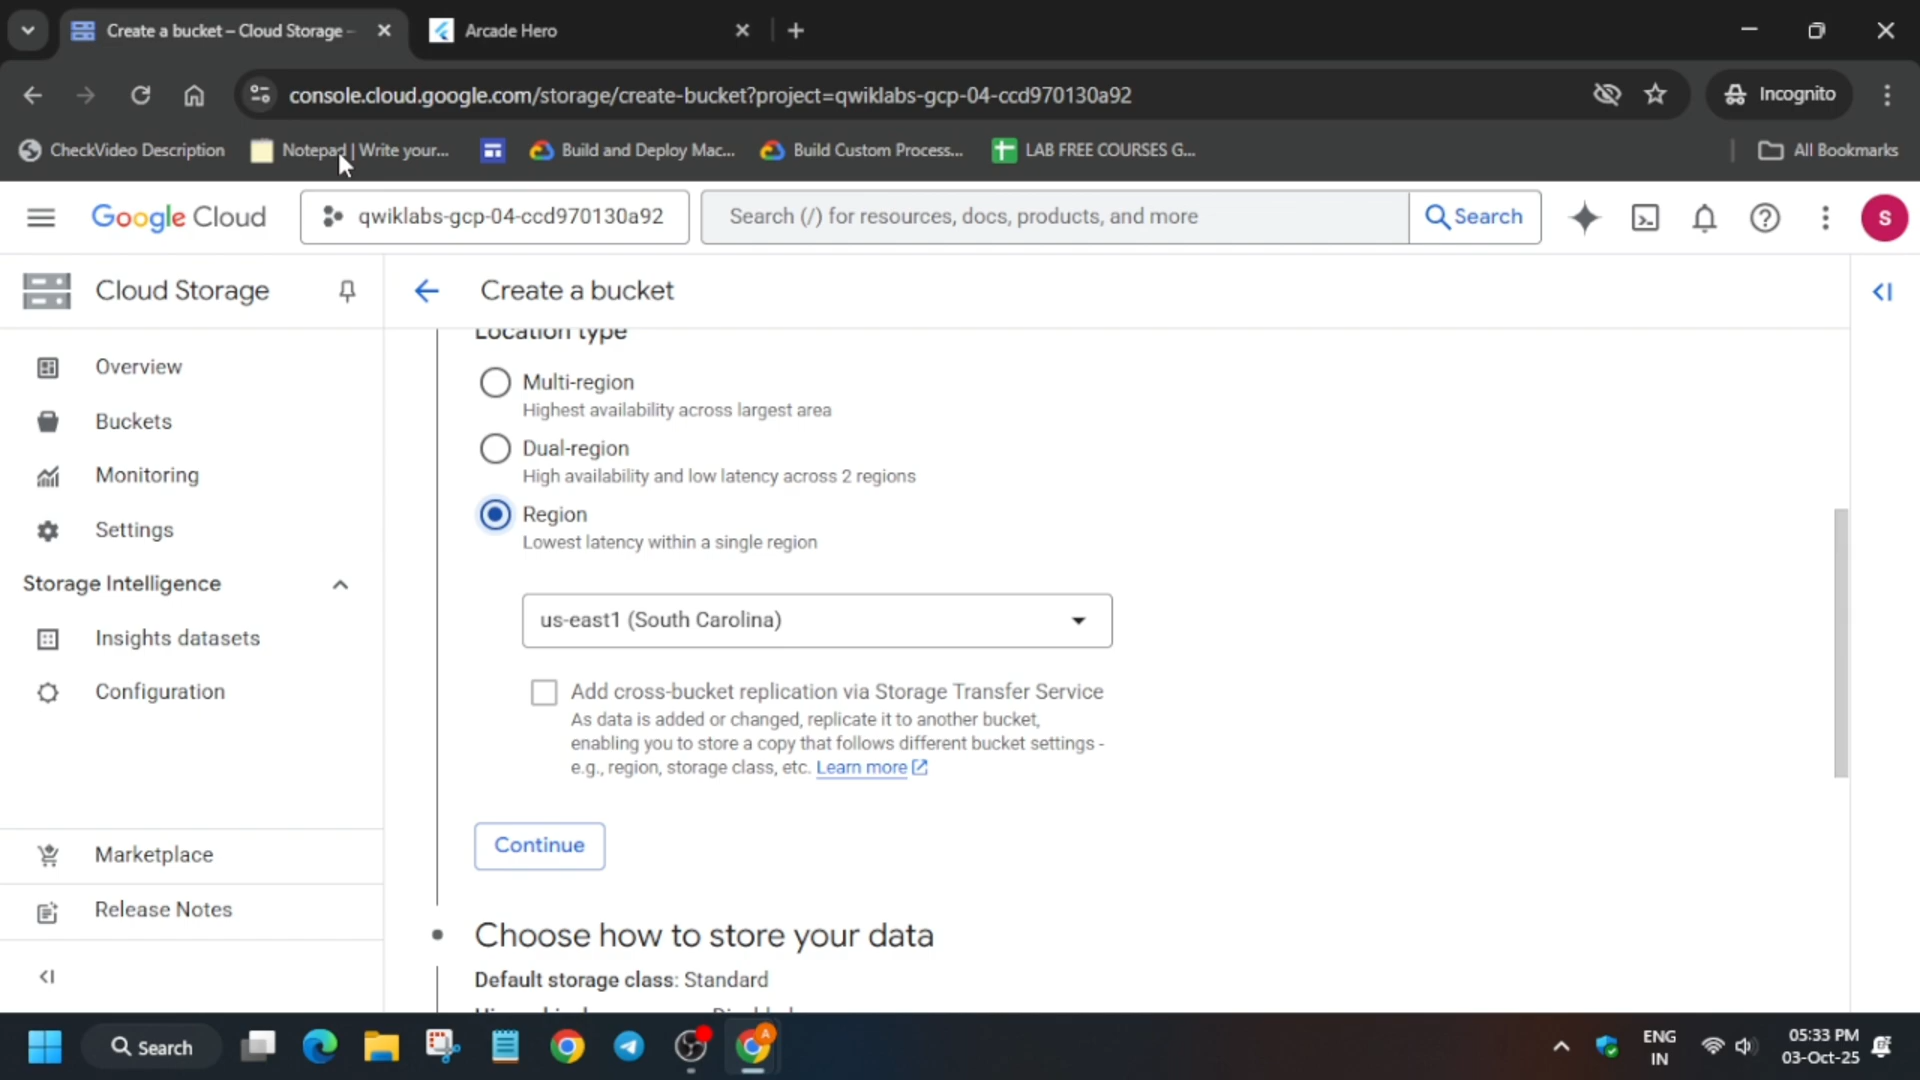 Create a bucket – Cloud Storage –
Arcade Hero
console.cloud.google.com/storage/create-bucket?project=qwiklabs-gcp-04-ccd970130a92
Incognito
CheckVideo Description
Notepad | Write your...
Build and Deploy Mac...
Build Custom Process...
LAB FREE COURSES G...
All Bookmarks
Google Cloud
qwiklabs-gcp-04-ccd970130a92
Search (/) for resources, docs, products, and more
Search
S
Cloud Storage
Create a bucket
Overview
Buckets
Monitoring
Settings
Storage Intelligence
Insights datasets
Configuration
Marketplace
Release Notes
Location type
Multi-region
Highest availability across largest area
Dual-region
High availability and low latency across 2 regions
Region
Lowest latency within a single region
us-east1 (South Carolina)
Add cross-bucket replication via Storage Transfer Service
As data is added or changed, replicate it to another bucket,
enabling you to store a copy that follows different bucket settings -
e.g., region, storage class, etc. Learn more
Continue
Choose how to store your data
Default storage class: Standard
Search
A
ENG
IN
05:33 PM
03-Oct-25